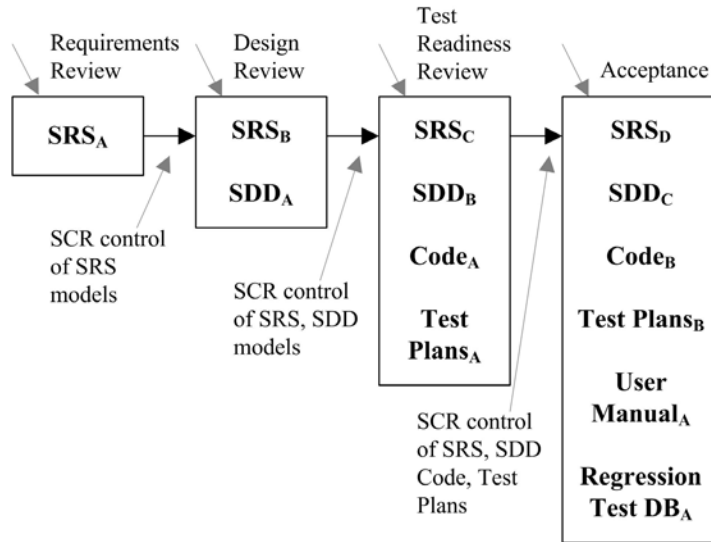 Requirements
Review
Design
Review
Test
Readiness
Review
Acceptance
SRSA
SRSB
SDDA
SRSC
SDDB
CodeA
Test
PlansA
SRSD
SDDC
CodeB
Test PlansB
User
ManualA
Regression
Test DBA
SCR control
of SRS
models
SCR control
of SRS, SDD
models
SCR control
of SRS, SDD
Code, Test
Plans